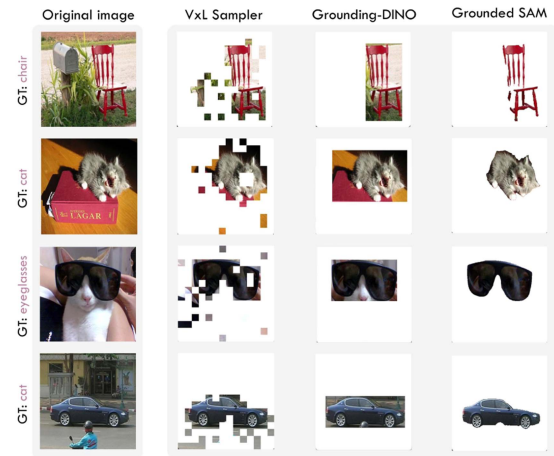 Original image
VxL Sampler
Grounding-DINO
Grounded SAM
GT: chair
GT: cat
LAGAR
GT: eyeglasses
GT: cat